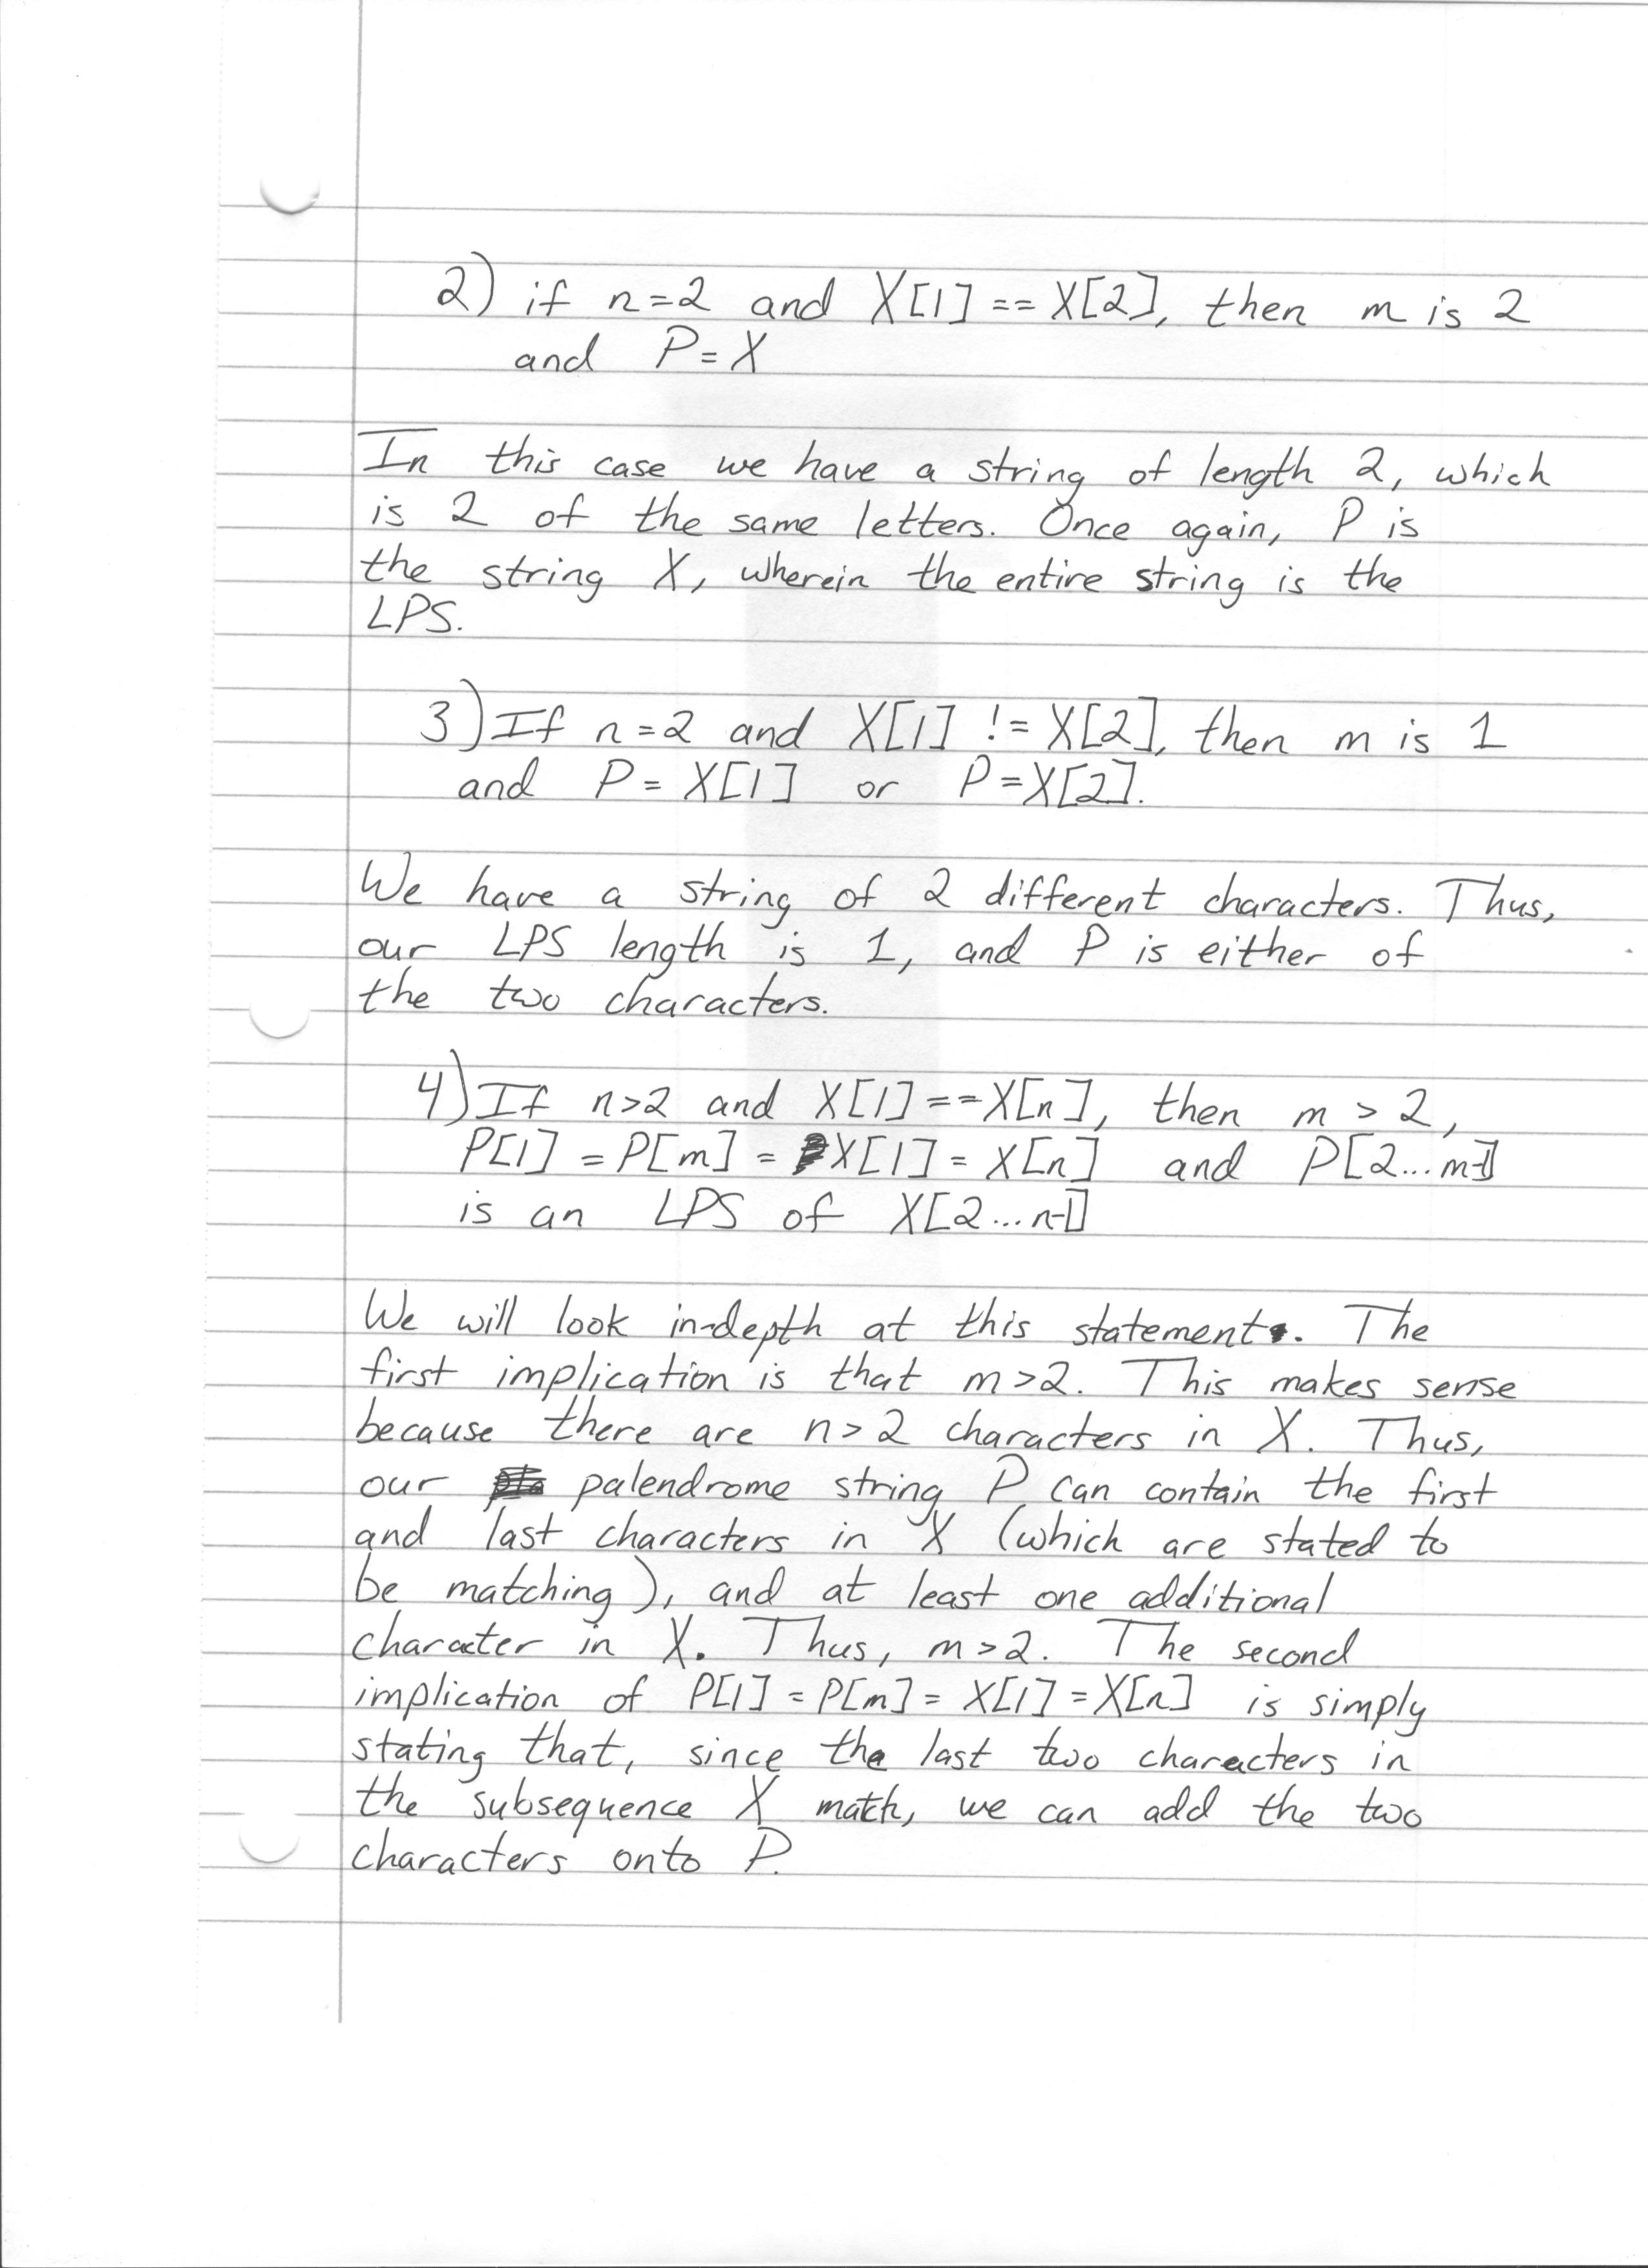 2) if n=2 and X[1] == X[2], then m is 2
and P=X
In this case we have a string of length 2, which
is 2 of the same letters. Once again, P is
the string X, wherein the entire string is the
LPS.
3) If n=2 and X[1] != X[2], then m is 1
and P = X[1] or P=X[2].
We have a string of 2 different characters. Thus,
our LPS length is 1, and P is either of
the two characters.
4) If n>2 and X[1]==X[n], then m > 2,
P[1] = P[m] = X[1] = X[n] and P[2...m-1]
is an LPS of X[2...n-1]
We will look in-depth at this statement. The
first implication is that m>2. This makes sense
because there are n>2 characters in X. Thus,
our palendrome string P can contain the first
and last characters in X (which are stated to
be matching), and at least one additional
character in X. Thus, m>2. The second
implication of P[1] = P[m] = X[1] = X[n] is simply
stating that, since the last two characters in
the subsequence X match, we can add the two
characters onto P.